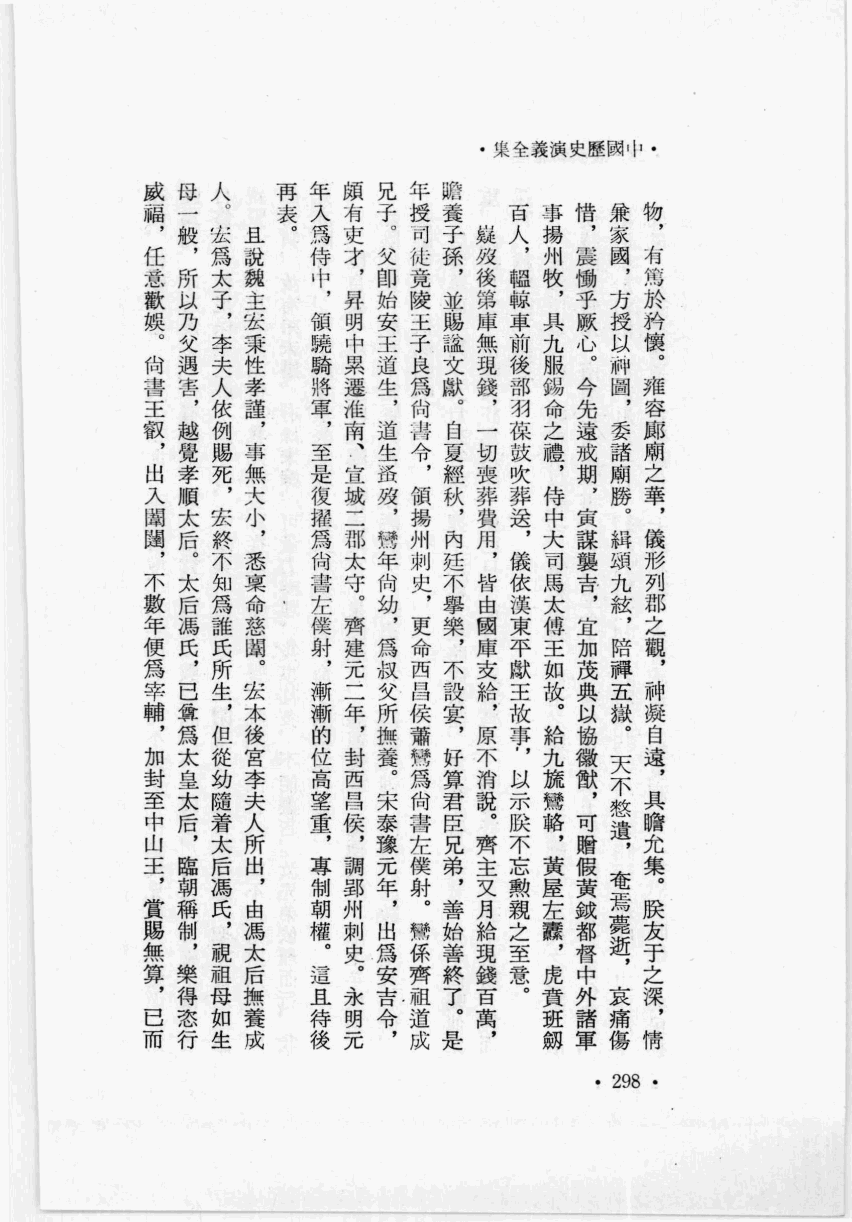 •中國歷史演義全集•
物，有篤於矜懷。雍容廊廟之華，儀形列郡之觀，神凝自遠，具瞻允集。朕友于之深，情
兼家國，方授以神圖，委諸廟勝。緝頌九絃，陪禪五嶽。天不憗遺，奄焉薨逝，哀痛傷
惜，震慟乎厥心。今先遠戒期，寅謀襲吉，宜加茂典以協徽猷，可贈假黃鉞都督中外諸軍
事揚州牧，具九服錫命之禮，侍中大司馬太傅王如故。給九旒鸞輅，黃屋左纛，虎賁班劒
百人，轀輬車前後部羽葆鼓吹葬送，儀依漢東平獻王故事，以示朕不忘勲親之至意。
嶷歿後第庫無現錢，一切喪葬費用，皆由國庫支給，原不消說。齊主又月給現錢百萬，
贍養子孫，並賜謚文獻。自夏經秋，內廷不擧樂，不設宴，好算君臣兄弟，善始善終了。是
年授司徒竟陵王子良爲尙書令，領揚州刺史，更命西昌侯蕭鸞爲尙書左僕射。鸞係齊祖道成
兄子。父卽始安王道生，道生蚤歿，鸞年尙幼，爲叔父所撫養。宋泰豫元年，出爲安吉令，
頗有吏才，昇明中累遷淮南、宣城二郡太守。齊建元二年，封西昌侯，調郢州刺史。永明元
年入爲侍中，領驍騎將軍，至是復擢爲尙書左僕射，漸漸的位高望重，專制朝權。這且待後
再表。
且說魏主宏秉性孝謹，事無大小，悉稟命慈闈。宏本後宮李夫人所出，由馮太后撫養成
人。宏爲太子，李夫人依例賜死，宏終不知爲誰氏所生，但從幼隨着太后馮氏，視祖母如生
母一般，所以乃父遇害，越覺孝順太后。太后馮氏，已尊爲太皇太后，臨朝稱制，樂得恣行
威福，任意歡娛。尙書王叡，出入闈闥，不數年便爲宰輔，加封至中山王，賞賜無算，已而
•298•